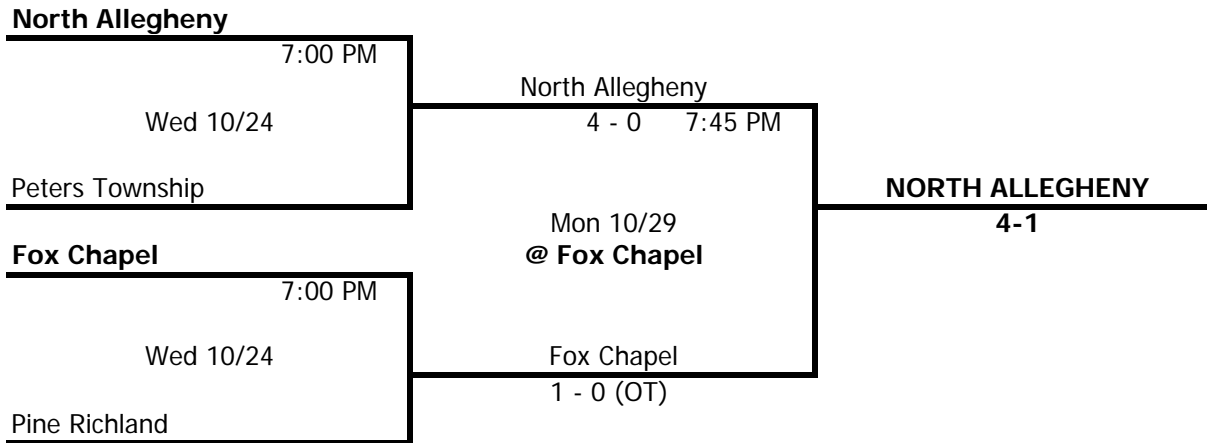 North Allegheny
7:00 PM
North Allegheny
Wed 10/24
4 - 0 7:45 PM
Peters Township
NORTH ALLEGHENY
Mon 10/29
4-1
Fox Chapel
@ Fox Chapel
7:00 PM
Wed 10/24
Fox Chapel
1 - 0 (OT)
Pine Richland